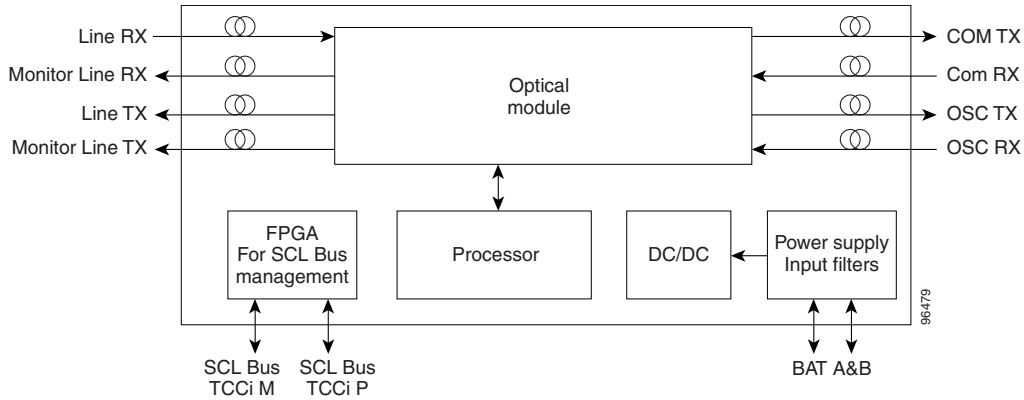 Line RX
Monitor Line RX
Line TX
Monitor Line TX
COM TX
Com RX
OSC TX
OSC RX
Optical
module
FPGA
For SCL Bus
management
Processor
DC/DC
Power supply
Input filters
SCL Bus
TCCi M
SCL Bus
TCCi P
BAT A&B
96479